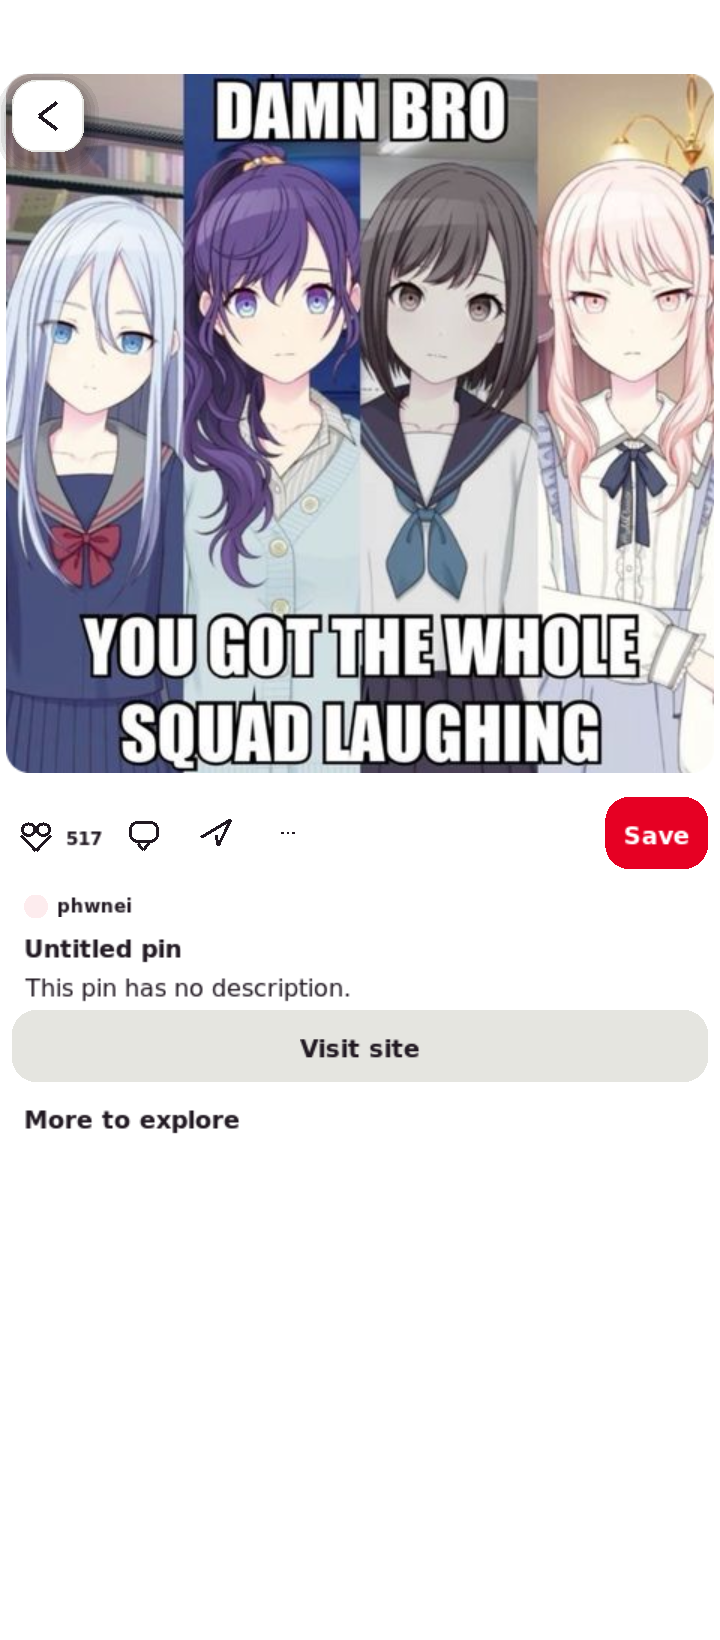 DAMN BRO
YOU GOT THE WHOLE
SQUAD LAUGHING
517
Save
phwnei
Untitled pin
This pin has no description.
Visit site
More to explore